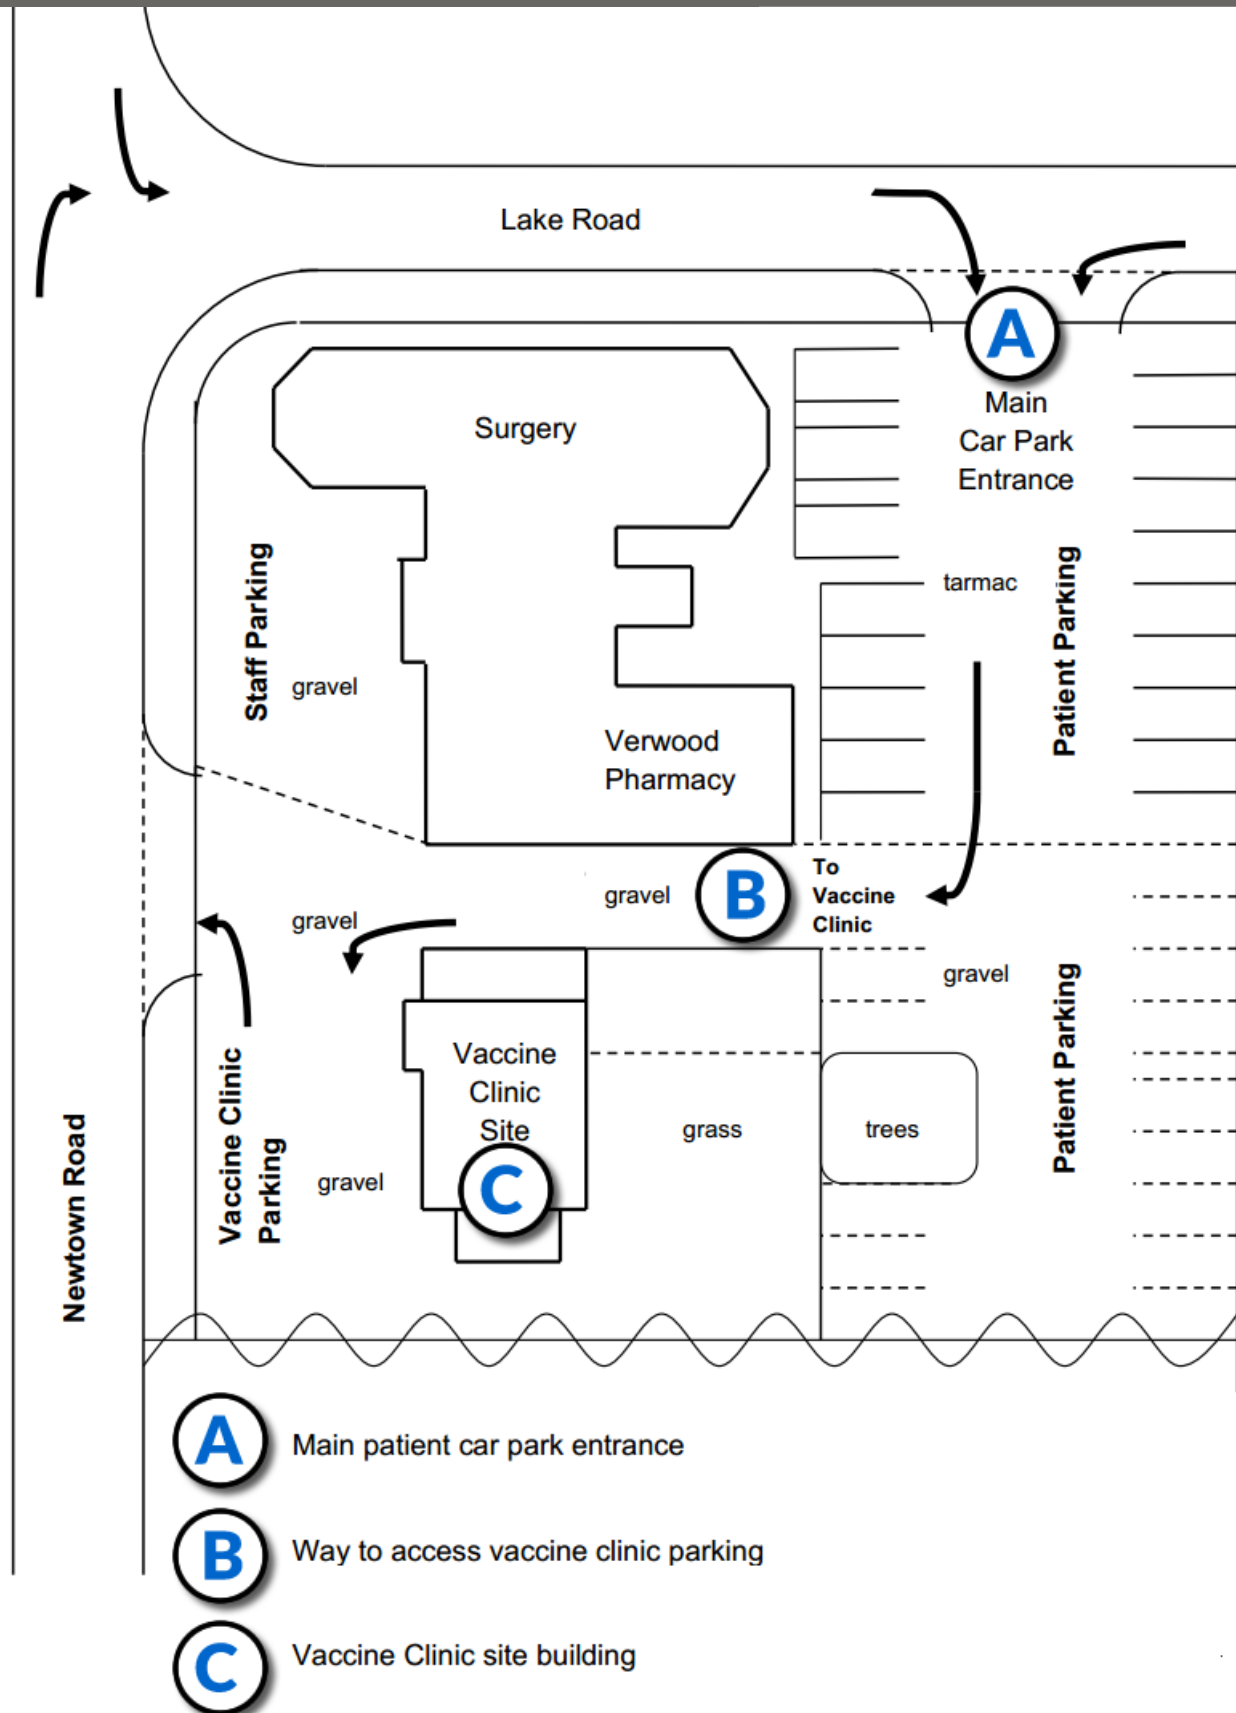 Lake Road
A
Main
Car Park
Entrance
Surgery
Staff Parking
gravel
tarmac
Patient Parking
Verwood
Pharmacy
To
Vaccine
Clinic
B
gravel
gravel
gravel
Patient Parking
Vaccine
Clinic
Site
C
Vaccine Clinic
Parking
gravel
grass
trees
Newtown Road
A Main patient car park entrance
B Way to access vaccine clinic parking
C Vaccine Clinic site building